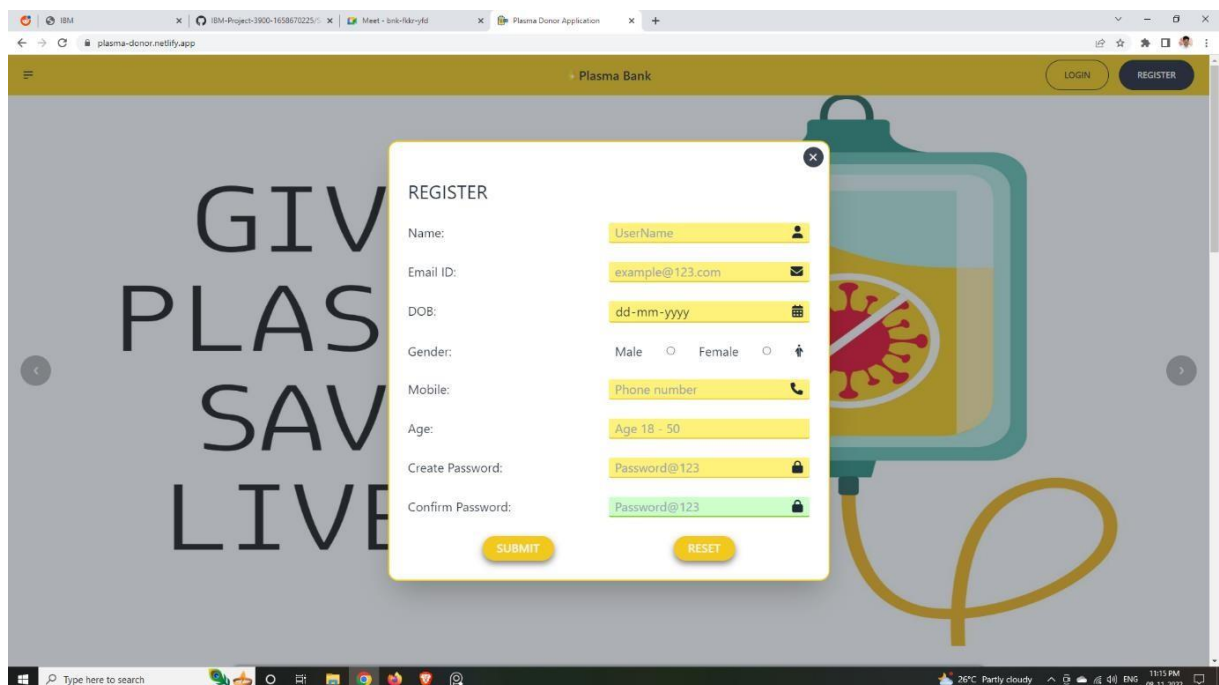 IBM
IBM-Project-3900-1658670225/
Meet - bnk-fkkr-yfd
Plasma Donor Application
plasma-donor.netlify.app
Plasma Bank
LOGIN
REGISTER
GIV
PLAS
SAV
LIVE
REGISTER
Name:
UserName
Email ID:
example@123.com
DOB:
dd-mm-yyyy
Gender:
Male
Female
Mobile:
Phone number
Age:
Age 18 - 50
Create Password:
Password@123
Confirm Password:
Password@123
SUBMIT
RESET
Type here to search
26°C Partly cloudy
ENG
11:15 PM
08-11-2022